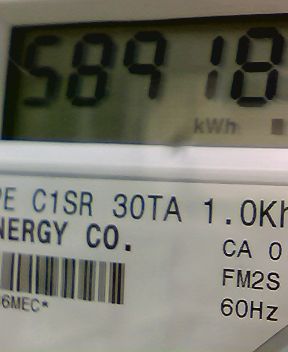 58918
kWh
PE C1SR 30TA 1.0Kh
NERGY CO.
CA 0
FM2S
6MEC*
60Hz